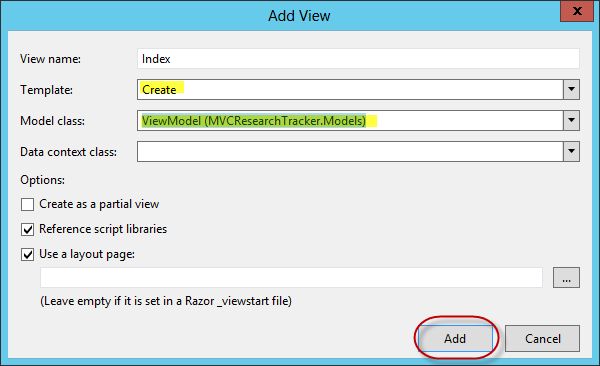 Add View
x
View name: Index
Template: Create
Model class: ViewModel (MVCResearchTracker.Models)
Data context class:
Options:
Create as a partial view
Reference script libraries
Use a layout page:
...
(Leave empty if it is set in a Razor _viewstart file)
Add Cancel